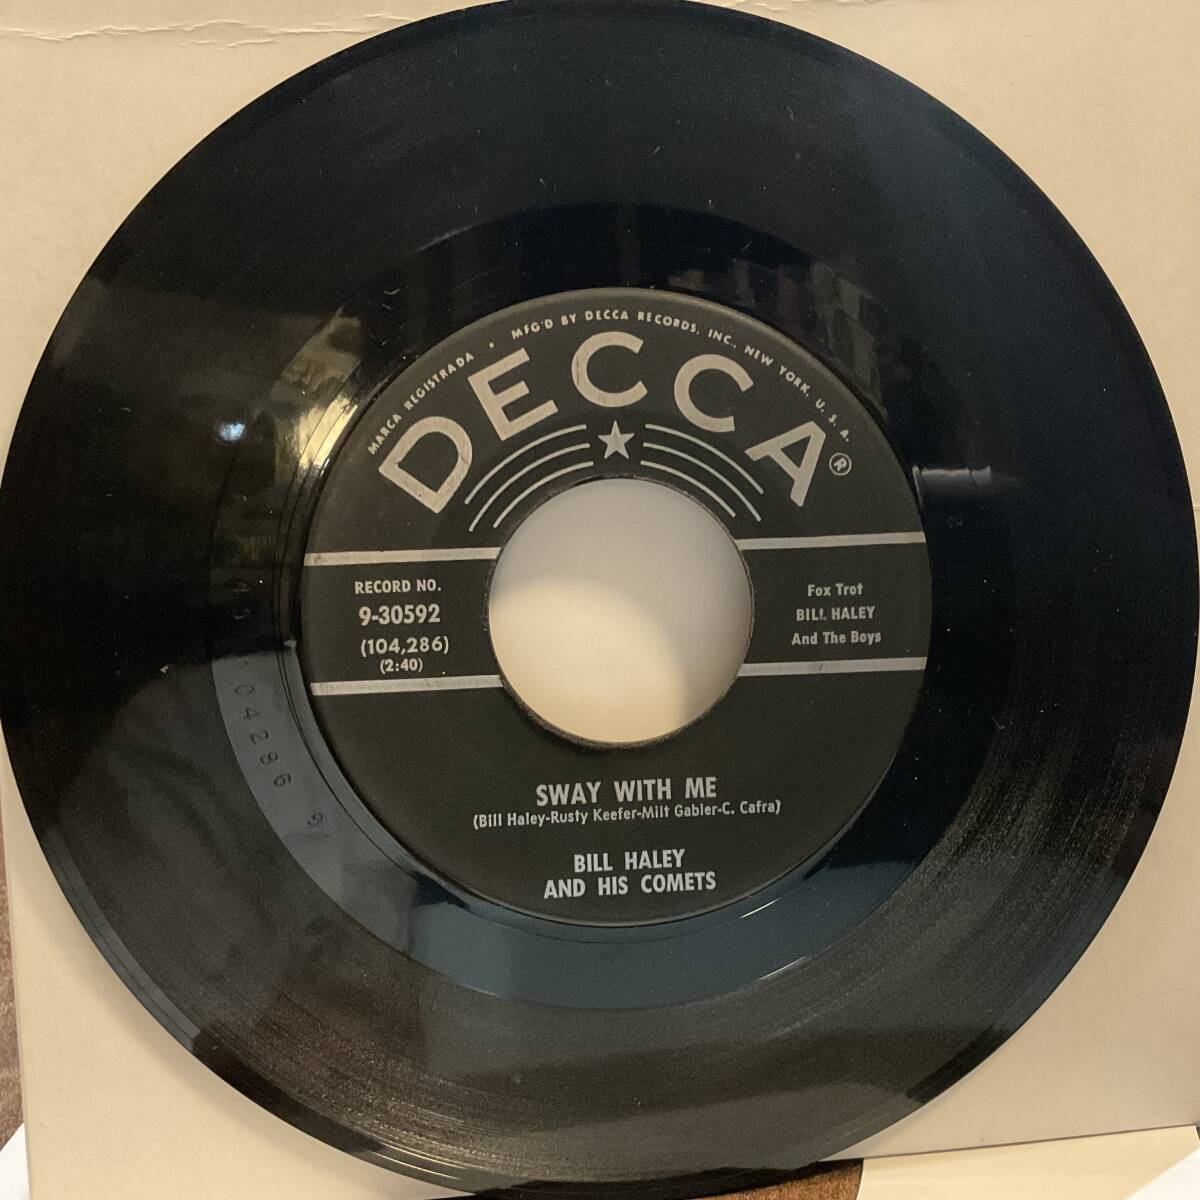 MARCA REGISTRADA • MFG'D BY DECCA RECORDS, INC., NEW YORK, U. S. A.
DECCA®
RECORD NO.
9-30592
(104,286)
(2:40)
Fox Trot
BILL HALEY
And The Boys
SWAY WITH ME
(Bill Haley-Rusty Keefer-Milt Gabler-C. Cafra)
BILL HALEY
AND HIS COMETS
104286 9